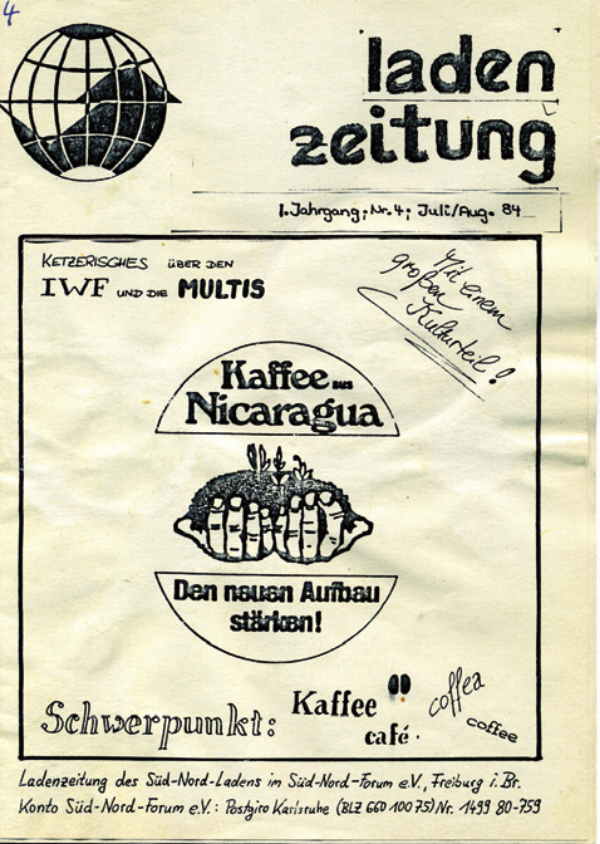 4
laden
zeitung
1. Jahrgang; Nr. 4; Juli/Aug. 84
KETZERISCHES ÜBER DEN
IWF UND DIE MULTIS
Mit einem
großen
Kulturteil!
Kaffee aus
Nicaragua
Den neuen Aufbau
stärken!
Schwerpunkt:
Kaffee
café.
coffea
coffee
Ladenzeitung des Süd-Nord-Ladens im Süd-Nord-Forum e.V., Freiburg i. Br.
Konto Süd-Nord-Forum e.V.: Postgiro Karlsruhe (BLZ 660 100 75) Nr. 1499 80-759